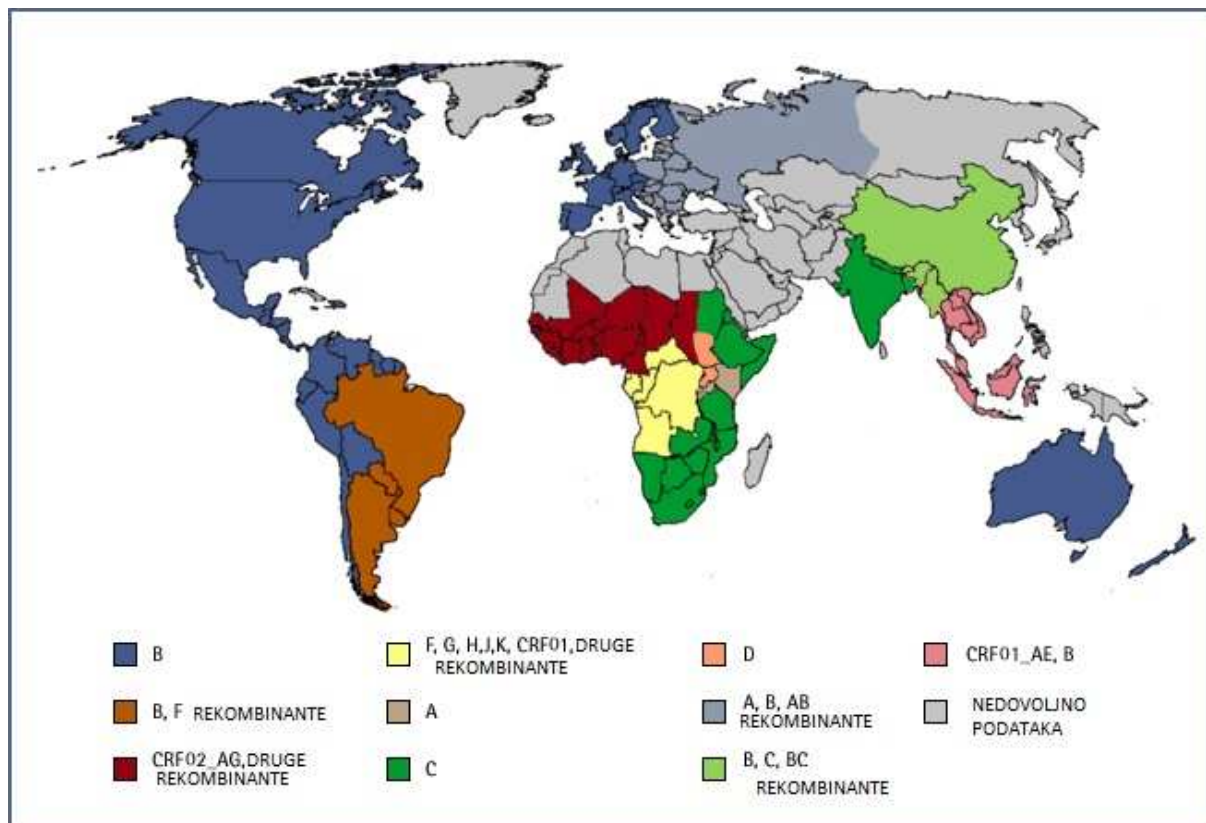 B
F, G, H,J,K, CRF01,DRUGE
REKOMBINANTE
D
CRF01_AE, B
B, F REKOMBINANTE
A
A, B, AB
REKOMBINANTE
NEDOVOLJNO
PODATAKA
CRF02_AG,DRUGE
REKOMBINANTE
C
B, C, BC
REKOMBINANTE